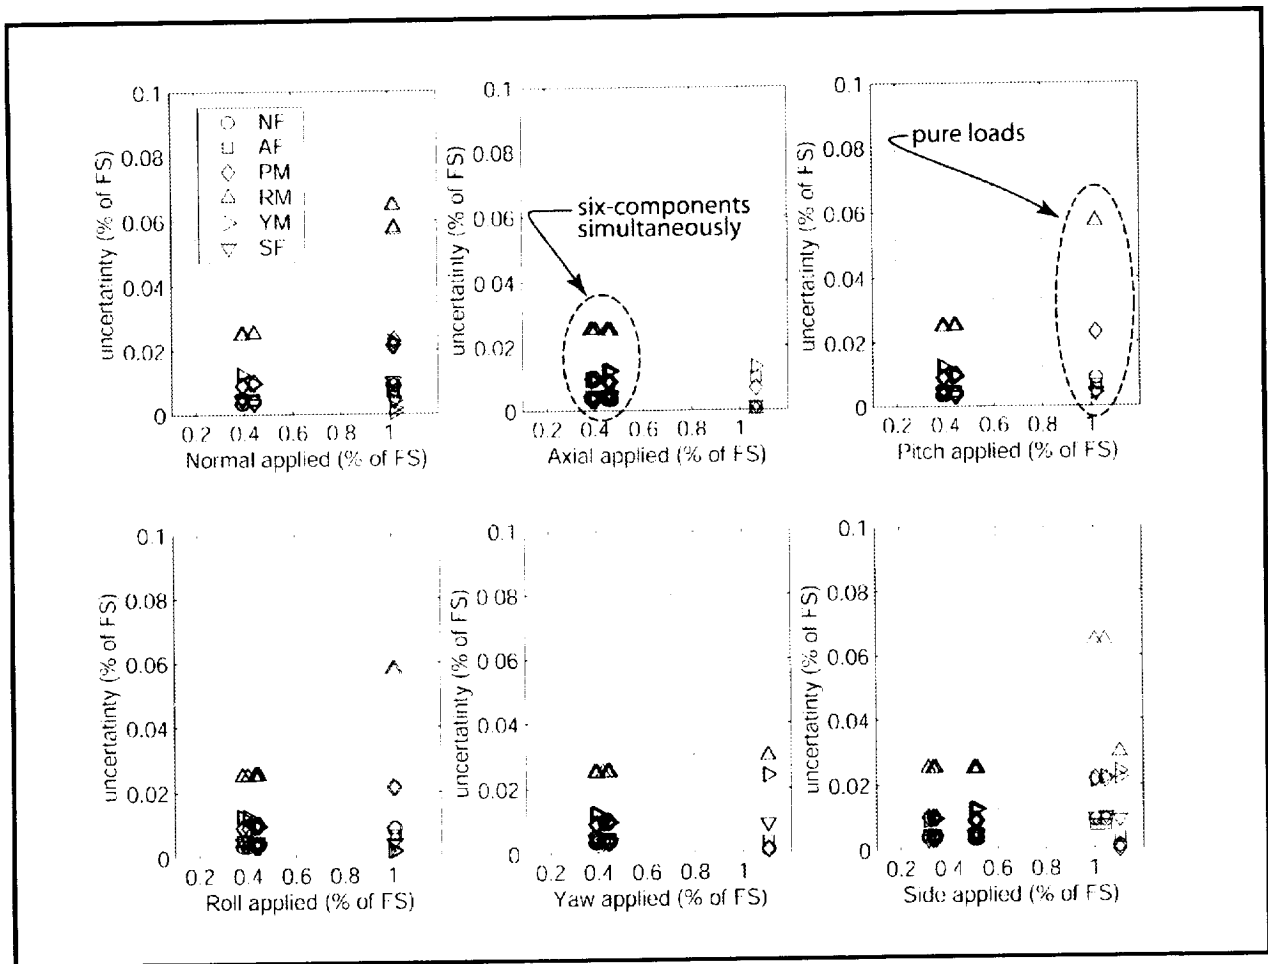 0.1
0.08
0.06
0.04
0.02
0
uncertatinty (% of FS)
NF
AF
PM
RM
YM
SF
0.2 0.4 0.6 0.8 1
Normal applied (% of FS)
0.1
0.08
0.06
0.04
0.02
0
uncertatinty (% of FS)
six-components
simultaneously
0.2 0.4 0.6 0.8 1
Axial applied (% of FS)
0.1
0.08
0.06
0.04
0.02
0
uncertatinty (% of FS)
pure loads
0.2 0.4 0.6 0.8 1
Pitch applied (% of FS)
0.1
0.08
0.06
0.04
0.02
0
uncertatinty (% of FS)
0.2 0.4 0.6 0.8 1
Roll applied (% of FS)
0.1
0.08
0.06
0.04
0.02
0
uncertatinty (% of FS)
0.2 0.4 0.6 0.8 1
Yaw applied (% of FS)
0.1
0.08
0.06
0.04
0.02
0
uncertatinty (% of FS)
0.2 0.4 0.6 0.8 1
Side applied (% of FS)